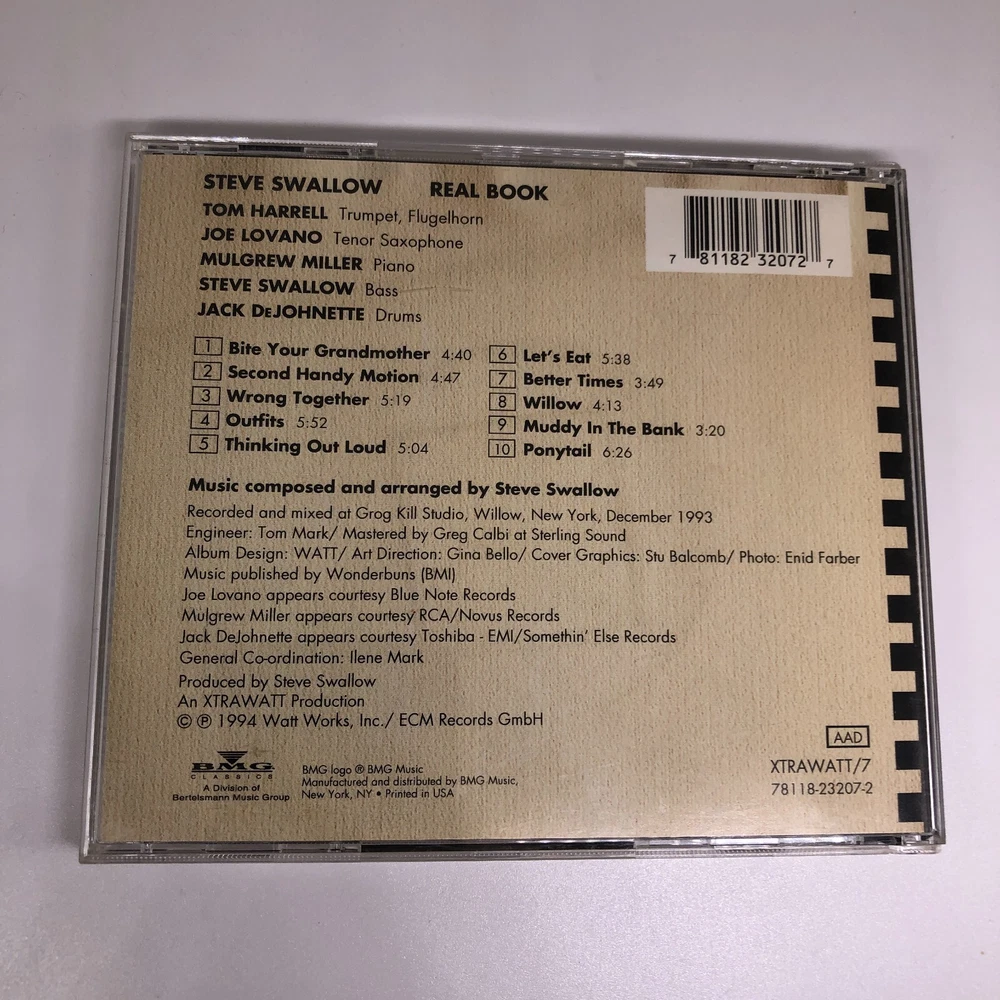 STEVE SWALLOW REAL BOOK
TOM HARRELL Trumpet, Flugelhorn
JOE LOVANO Tenor Saxophone
MULGREW MILLER Piano
STEVE SWALLOW Bass
JACK DEJOHNETTE Drums
7 81182 32072 7
1 Bite Your Grandmother 4:40
2 Second Handy Motion 4:47
3 Wrong Together 5:19
4 Outfits 5:52
5 Thinking Out Loud 5:04
6 Let's Eat 5:38
7 Better Times 3:49
8 Willow 4:13
9 Muddy In The Bank 3:20
10 Ponytail 6:26
Music composed and arranged by Steve Swallow
Recorded and mixed at Grog Kill Studio, Willow, New York, December 1993
Engineer: Tom Mark/ Mastered by Greg Calbi at Sterling Sound
Album Design: WATT/ Art Direction: Gina Bello/ Cover Graphics: Stu Balcomb/ Photo: Enid Farber
Music published by Wonderbuns (BMI)
Joe Lovano appears courtesy Blue Note Records
Mulgrew Miller appears courtesy RCA/Novus Records
Jack DeJohnette appears courtesy Toshiba - EMI/Somethin' Else Records
General Co-ordination: Ilene Mark
Produced by Steve Swallow
An XTRAWATT Production
© ℗ 1994 Watt Works, Inc./ ECM Records GmbH
BMG
CLASSICS
A Division of
Bertelsmann Music Group
BMG logo ® BMG Music
Manufactured and distributed by BMG Music,
New York, NY • Printed in USA
AAD
XTRAWATT/7
78118-23207-2